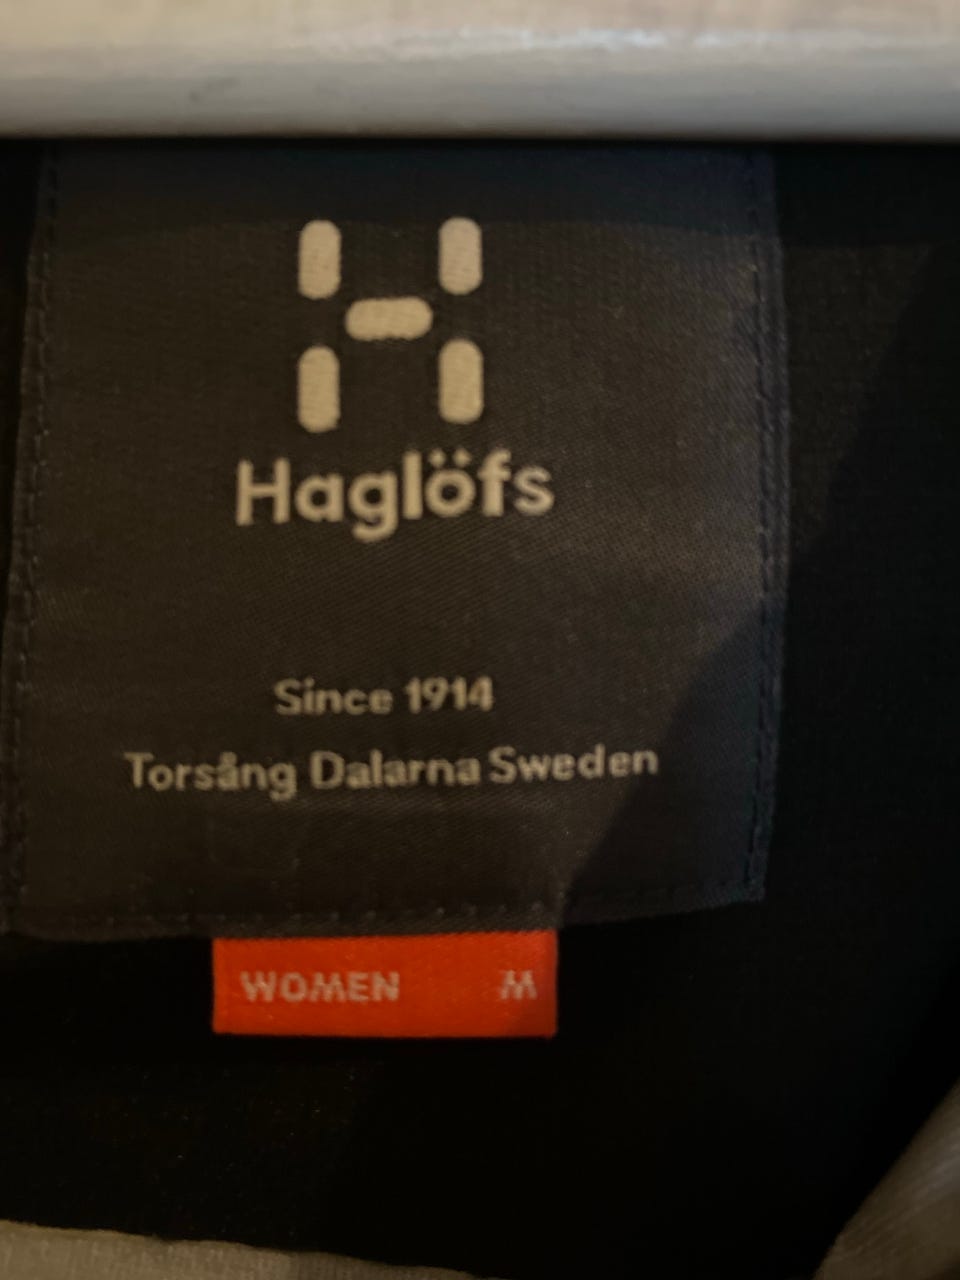 Haglöfs
Since 1914
Torsång Dalarna Sweden
WOMEN M